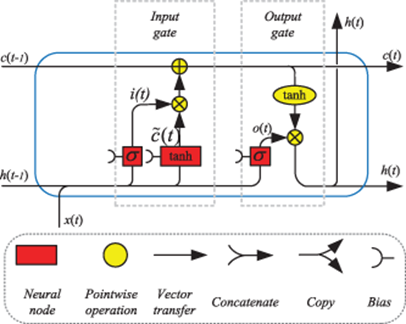 Input
gate
Output
gate
h(t)
c(t-1)
c(t)
i(t)
tanh
c̃(t
o(t)
σ
tanh
σ
h(t-1)
h(t)
x(t)
Neural
node
Pointwise
operation
Vector
transfer
Concatenate
Copy
Bias